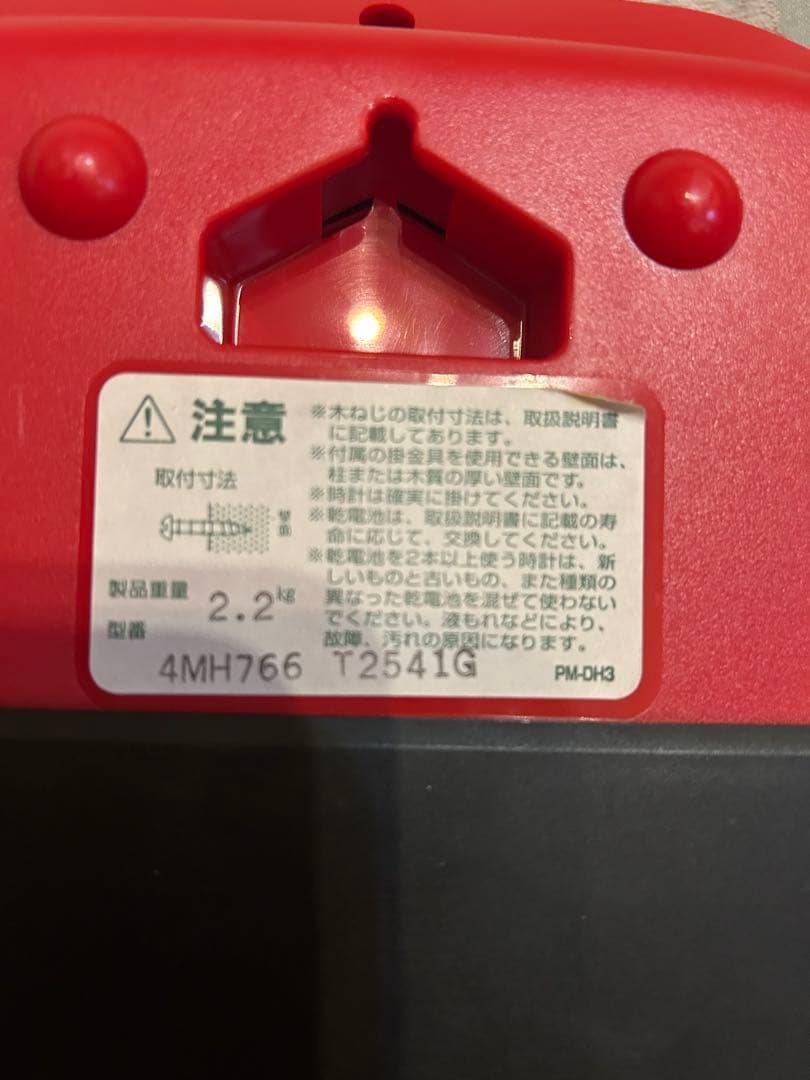 注意
取付寸法
壁面
製品重量 2.2kg
型番
4MH766 T2541G
※木ねじの取付寸法は、取扱説明書
に記載してあります。
※付属の掛金具を使用できる壁面は、
柱または木質の厚い壁面です。
※時計は確実に掛けてください。
※乾電池は、取扱説明書に記載の寿
命に応じて、交換してください。
※乾電池を2本以上使う時計は、新
しいものと古いもの、また種類の
異なった乾電池を混ぜて使わない
でください。液もれなどにより、
故障、汚れの原因になります。
PM-DH3